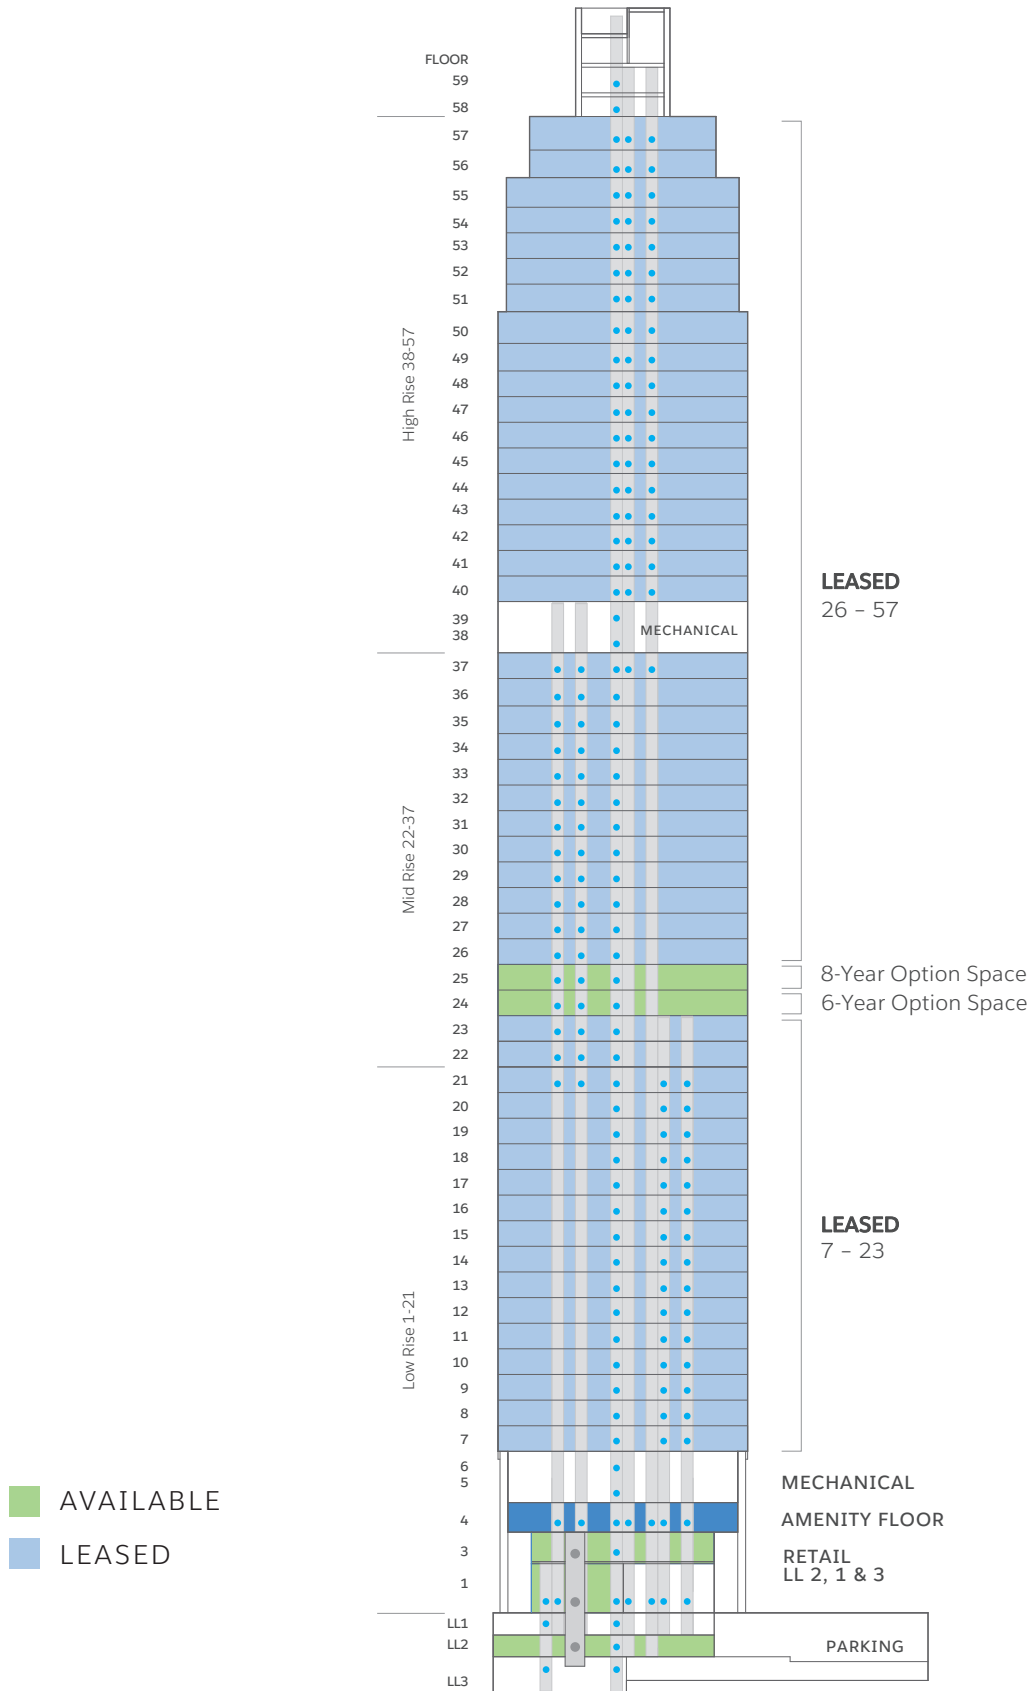 FLOOR
59
58
57
56
55
54
53
52
51
50
49
48
47
46
45
44
43
42
41
40
39
38
37
36
35
34
33
32
31
30
29
28
27
26
25
24
23
22
21
20
19
18
17
16
15
14
13
12
11
10
9
8
7
6
5
4
3
1
LL1
LL2
LL3
High Rise 38-57
Mid Rise 22-37
Low Rise 1-21
MECHANICAL
LEASED
26 – 57
8-Year Option Space
6-Year Option Space
LEASED
7 – 23
MECHANICAL
AMENITY FLOOR
RETAIL
LL 2, 1 & 3
PARKING
AVAILABLE
LEASED